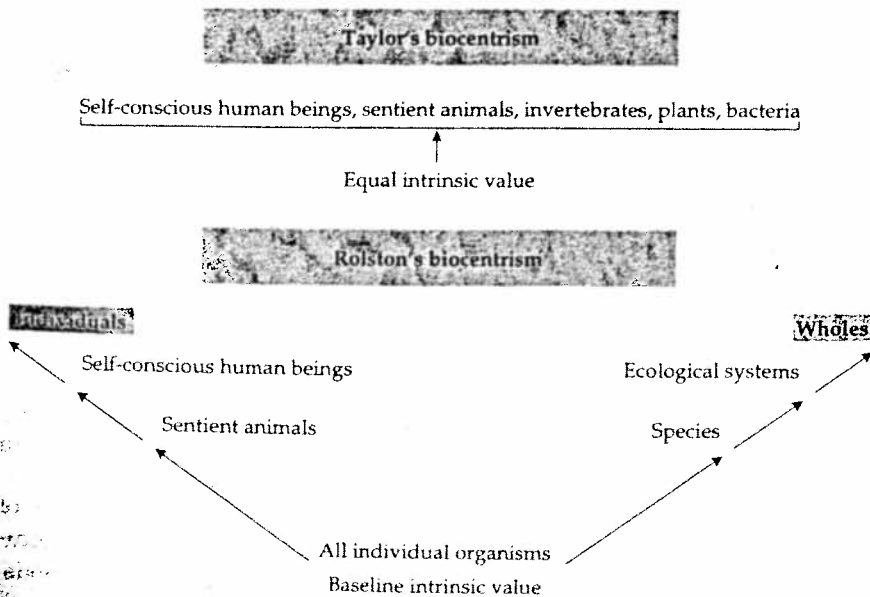 Taylor's biocentrism
Self-conscious human beings, sentient animals, invertebrates, plants, bacteria
Equal intrinsic value
Rolston's biocentrism
Individuals
Wholes
Self-conscious human beings
Ecological systems
Sentient animals
Species
All individual organisms
Baseline intrinsic value